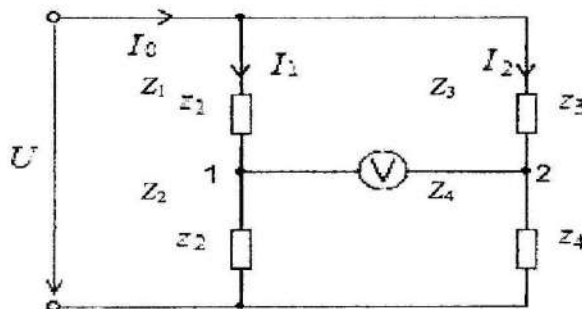 I₀ I₁ I₂
Z₁ Z₃
z₁ z₃
U 1 V 2
Z₂ Z₄
z₂ z₄